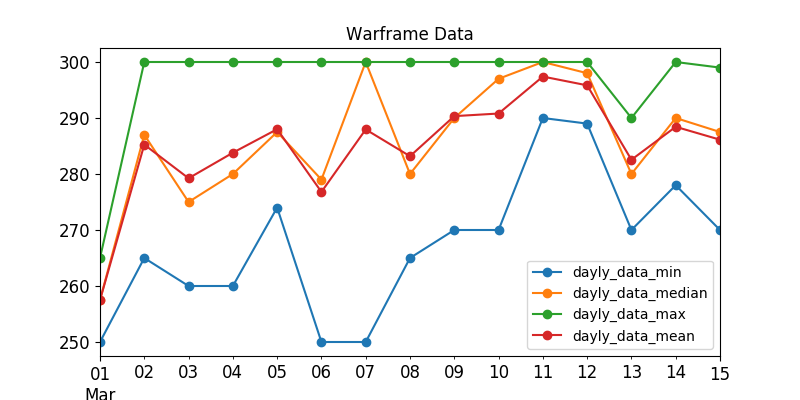 Warframe Data
300
290
280
270
260
250
dayly_data_min
dayly_data_median
dayly_data_max
dayly_data_mean
01 02 03 04 05 06 07 08 09 10 11 12 13 14 15
Mar